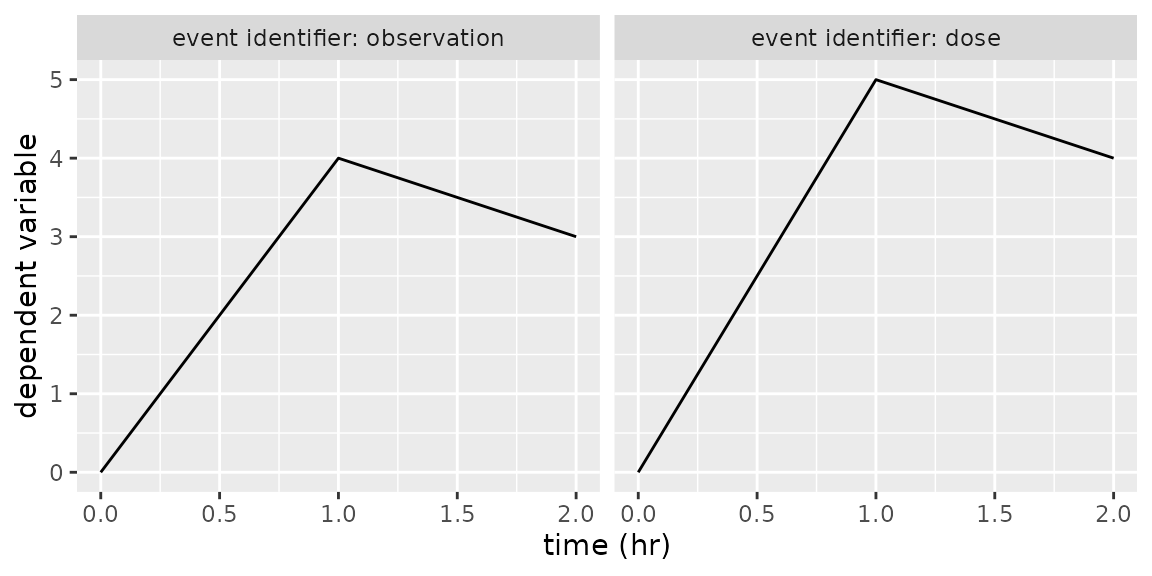 event identifier: observation
event identifier: dose
dependent variable
5
4
3
2
1
0
0.0 0.5 1.0 1.5 2.0
0.0 0.5 1.0 1.5 2.0
time (hr)